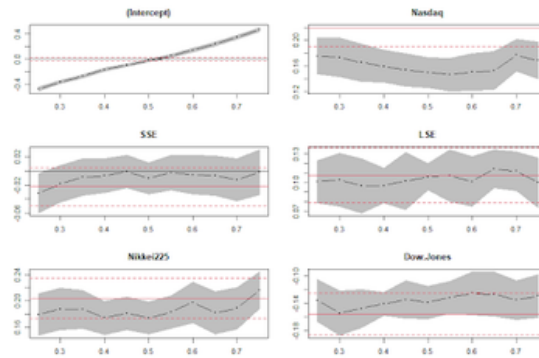 (Intercept)
-0.4 0.0 0.4
0.3 0.4 0.5 0.6 0.7
Nasdaq
0.12 0.16 0.20
0.3 0.4 0.5 0.6 0.7
SSE
-0.06 -0.02 0.02
0.3 0.4 0.5 0.6 0.7
LSE
0.07 0.10 0.13
0.3 0.4 0.5 0.6 0.7
Nikkei225
0.16 0.20 0.24
0.3 0.4 0.5 0.6 0.7
Dow.Jones
-0.18 -0.14 -0.10
0.3 0.4 0.5 0.6 0.7